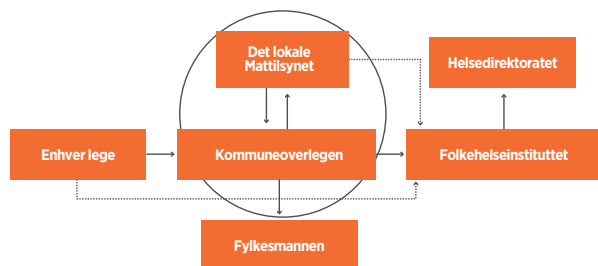 Det lokale
Mattilsynet
Helsedirektoratet
Enhver lege
Kommuneoverlegen
Folkehelseinstituttet
Fylkesmannen